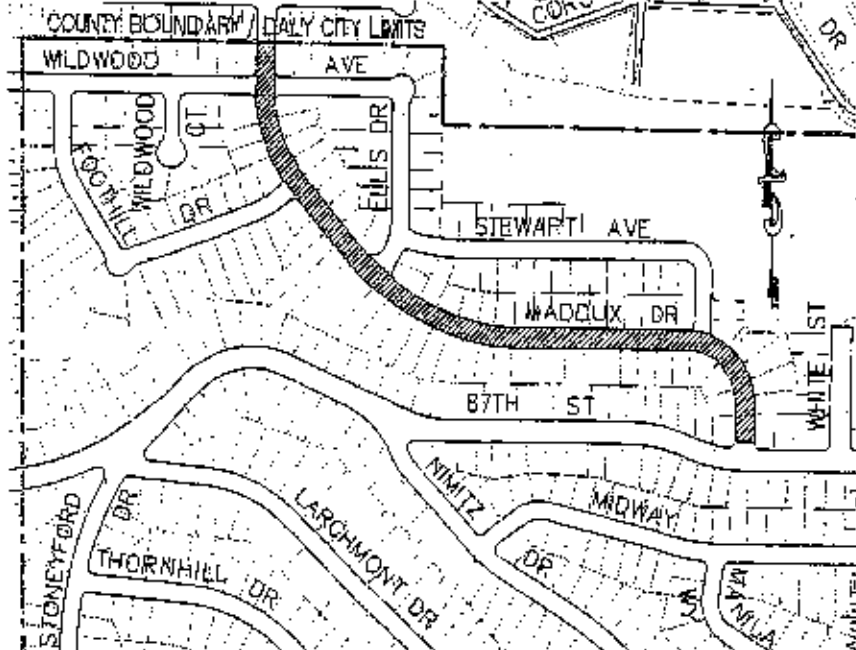 COUNTY BOUNDARY / DALY CITY LIMITS
DR
WILDWOOD AVE
WILDWOOD CT
FOOTHILL DR
ELLIS DR
STEWART AVE
MADDUX DR
WHITE ST
87TH ST
NIMITZ DR
MIDWAY
LARCHMONT DR
STONEYFORD DR
THORNHILL DR
MANILA